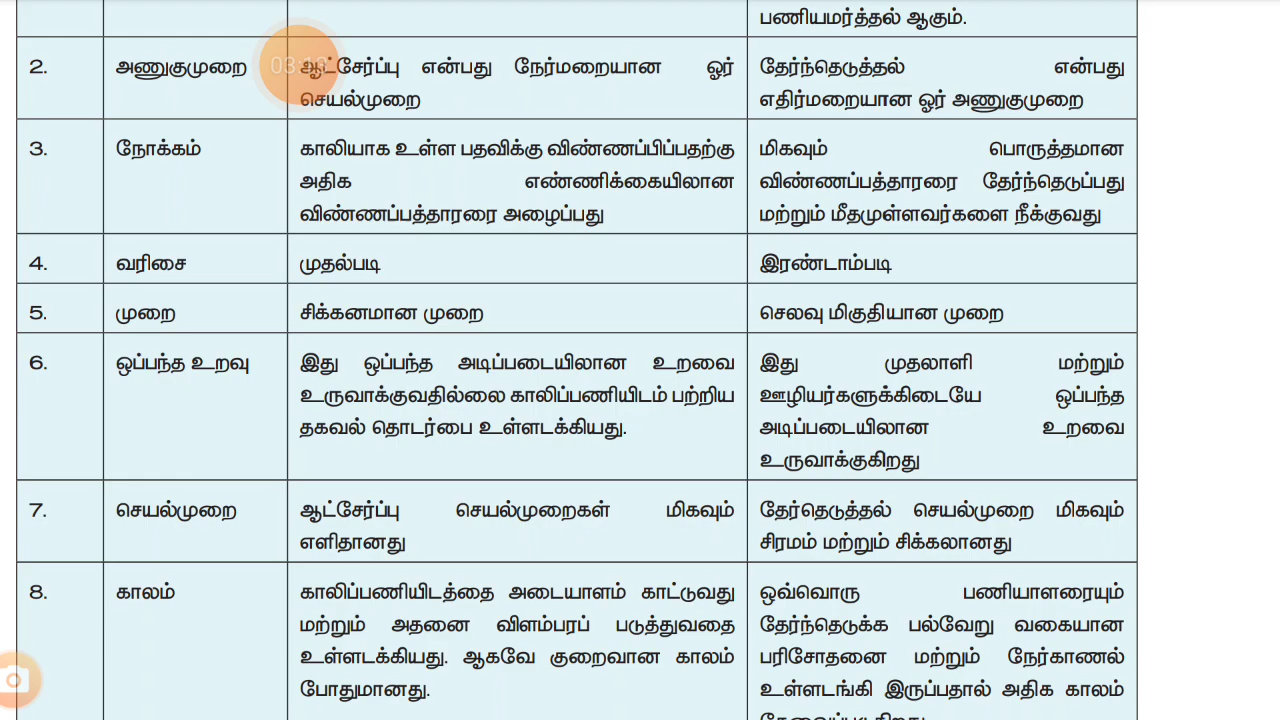 பணியமர்த்தல் ஆகும்.
2. அணுகுமுறை ஆட்சேர்ப்பு என்பது நேர்மறையான ஓர் தேர்ந்தெடுத்தல் என்பது
செயல்முறை எதிர்மறையான ஓர் அணுகுமுறை
3. நோக்கம் காலியாக உள்ள பதவிக்கு விண்ணப்பிப்பதற்கு மிகவும் பொருத்தமான
அதிக எண்ணிக்கையிலான விண்ணப்பத்தாரரை தேர்ந்தெடுப்பது
விண்ணப்பத்தாரரை அழைப்பது மற்றும் மீதமுள்ளவர்களை நீக்குவது
4. வரிசை முதல்படி இரண்டாம்படி
5. முறை சிக்கனமான முறை செலவு மிகுதியான முறை
6. ஒப்பந்த உறவு இது ஒப்பந்த அடிப்படையிலான உறவை இது முதலாளி மற்றும்
உருவாக்குவதில்லை காலிப்பணியிடம் பற்றிய ஊழியர்களுக்கிடையே ஒப்பந்த
தகவல் தொடர்பை உள்ளடக்கியது. அடிப்படையிலான உறவை
உருவாக்குகிறது
7. செயல்முறை ஆட்சேர்ப்பு செயல்முறைகள் மிகவும் தேர்தெடுத்தல் செயல்முறை மிகவும்
எளிதானது சிரமம் மற்றும் சிக்கலானது
8. காலம் காலிப்பணியிடத்தை அடையாளம் காட்டுவது ஒவ்வொரு பணியாளரையும்
மற்றும் அதனை விளம்பரப் படுத்துவதை தேர்ந்தெடுக்க பல்வேறு வகையான
உள்ளடக்கியது. ஆகவே குறைவான காலம் பரிசோதனை மற்றும் நேர்காணல்
போதுமானது. உள்ளடங்கி இருப்பதால் அதிக காலம்